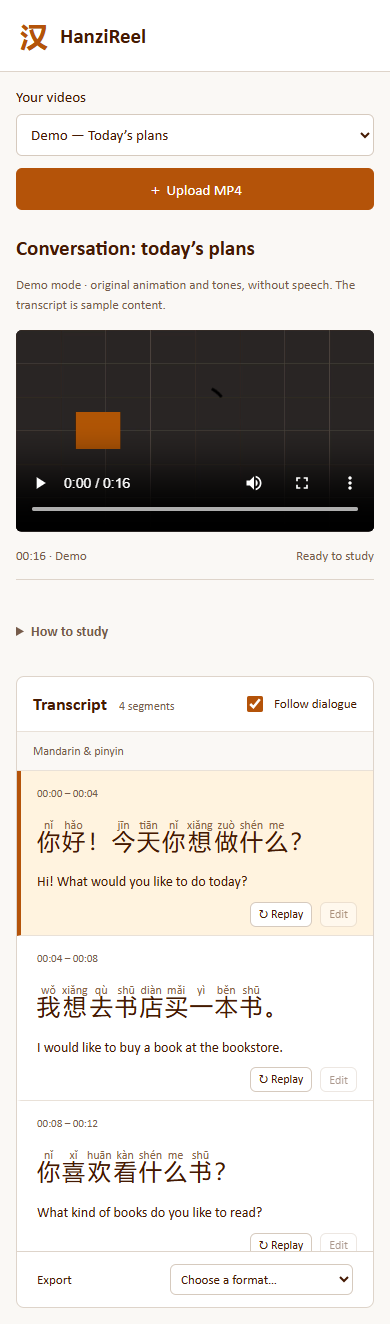 汉 HanziReel
Your videos
Demo — Today's plans
+ Upload MP4
Conversation: today's plans
Demo mode · original animation and tones, without speech. The
transcript is sample content.
0:00 / 0:16
00:16 · Demo Ready to study
How to study
Transcript 4 segments Follow dialogue
Mandarin & pinyin
00:00 – 00:04
nǐ hǎo jīn tiān nǐ xiǎng zuò shén me
你好！今天你想做什么？
Hi! What would you like to do today?
↻ Replay Edit
00:04 – 00:08
wǒ xiǎng qù shū diàn mǎi yì běn shū
我想去书店买一本书。
I would like to buy a book at the bookstore.
↻ Replay Edit
00:08 – 00:12
nǐ xǐ huān kàn shén me shū
你喜欢看什么书？
What kind of books do you like to read?
↻ Replay Edit
Export Choose a format...